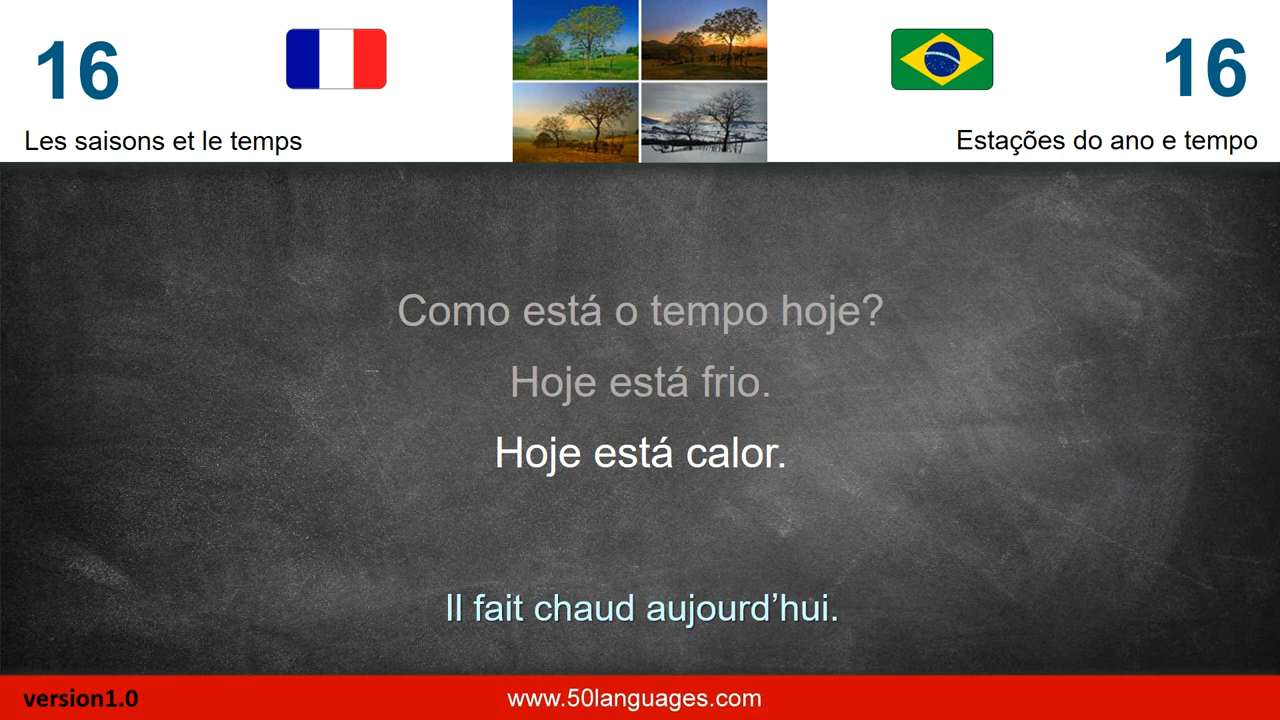 16
16
Les saisons et le temps
Estações do ano e tempo
Como está o tempo hoje?
Hoje está frio.
Hoje está calor.
Il fait chaud aujourd’hui.
version1.0
www.50languages.com